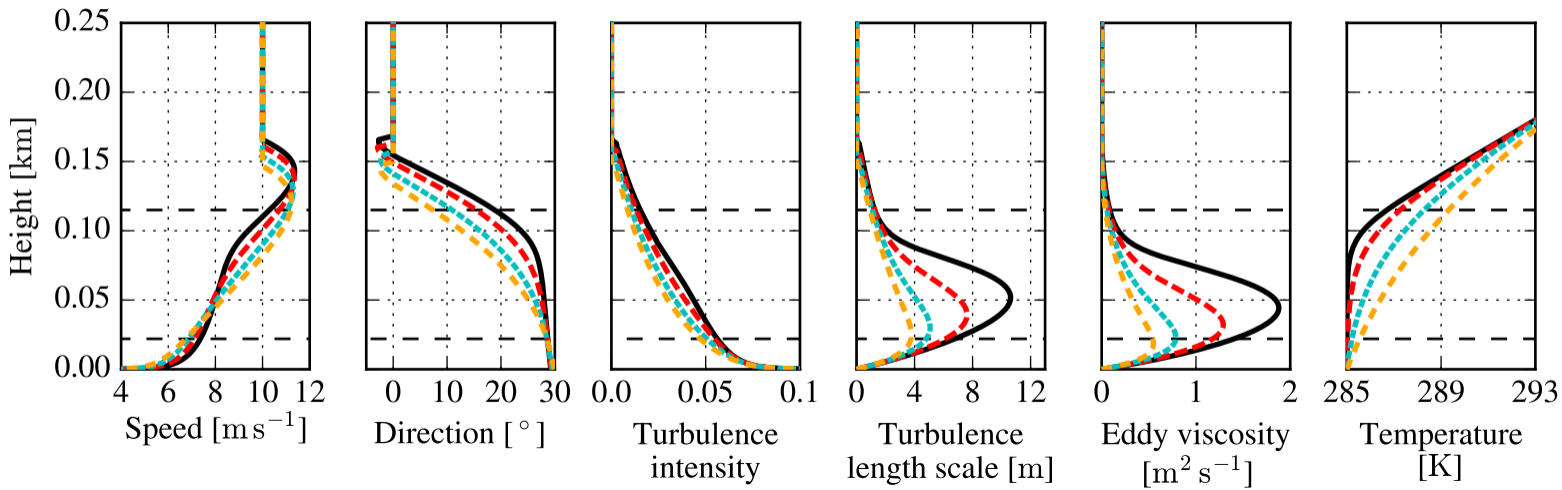 0.25
0.20
0.15
0.10
0.05
0.00
Height [km]
4 6 8 10 12
Speed [m s⁻¹]
0 10 20 30
Direction [°]
0.0 0.05 0.1
Turbulence
intensity
0 4 8 12
Turbulence
length scale [m]
0 1 2
Eddy viscosity
[m² s⁻¹]
285 289 293
Temperature
[K]